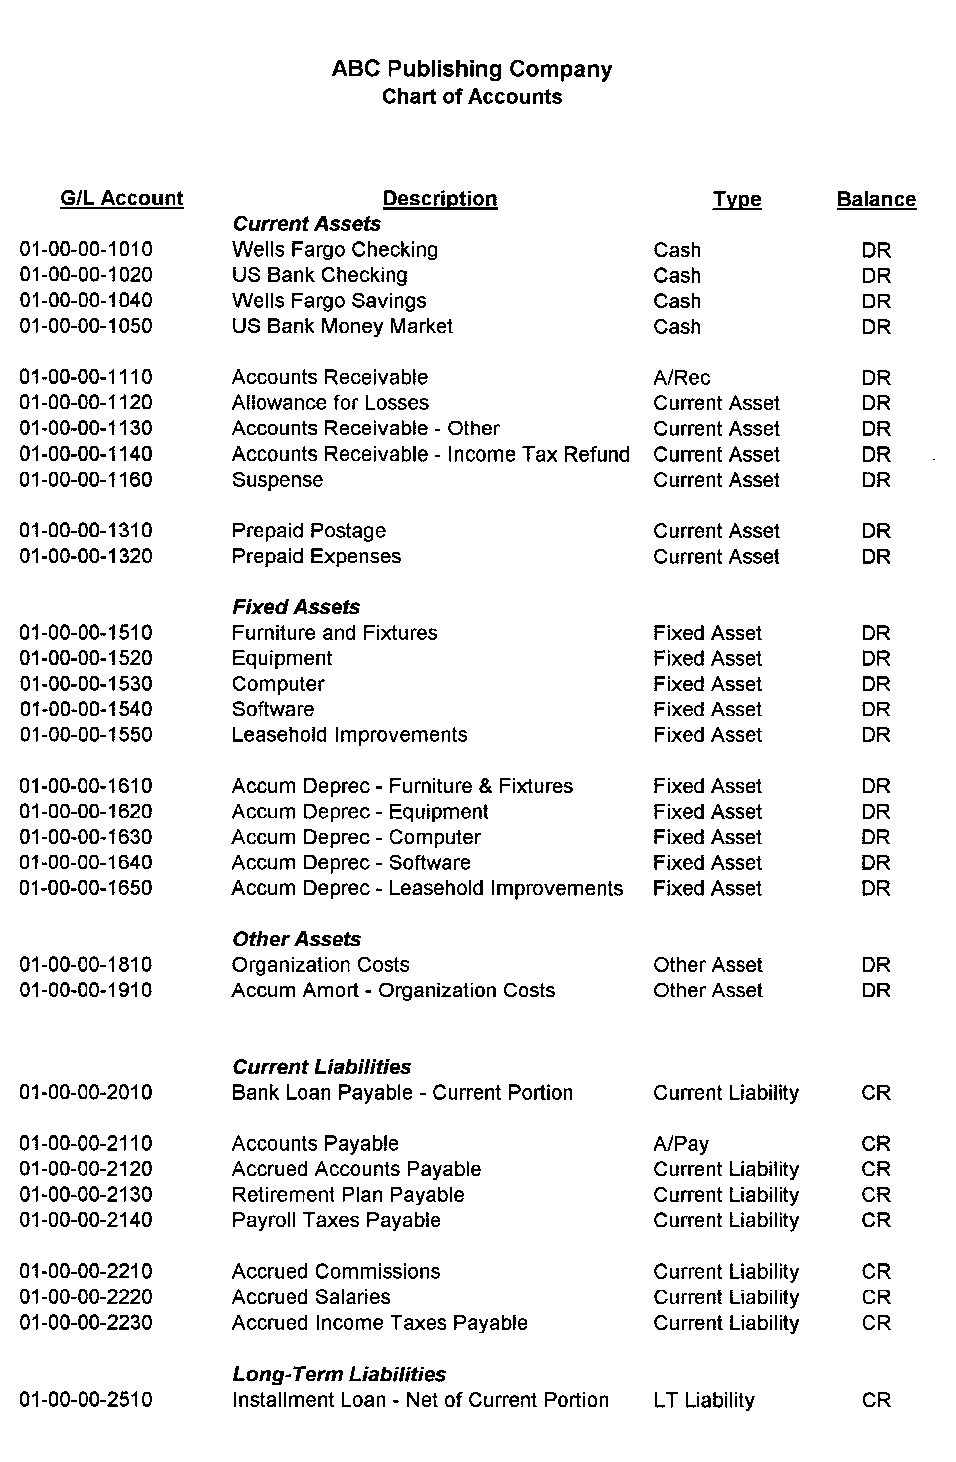 ABC Publishing Company
Chart of Accounts
G/L Account Description Type Balance
Current Assets
01-00-00-1010 Wells Fargo Checking Cash DR
01-00-00-1020 US Bank Checking Cash DR
01-00-00-1040 Wells Fargo Savings Cash DR
01-00-00-1050 US Bank Money Market Cash DR
01-00-00-1110 Accounts Receivable A/Rec DR
01-00-00-1120 Allowance for Losses Current Asset DR
01-00-00-1130 Accounts Receivable - Other Current Asset DR
01-00-00-1140 Accounts Receivable - Income Tax Refund Current Asset DR
01-00-00-1160 Suspense Current Asset DR
01-00-00-1310 Prepaid Postage Current Asset DR
01-00-00-1320 Prepaid Expenses Current Asset DR
Fixed Assets
01-00-00-1510 Furniture and Fixtures Fixed Asset DR
01-00-00-1520 Equipment Fixed Asset DR
01-00-00-1530 Computer Fixed Asset DR
01-00-00-1540 Software Fixed Asset DR
01-00-00-1550 Leasehold Improvements Fixed Asset DR
01-00-00-1610 Accum Deprec - Furniture & Fixtures Fixed Asset DR
01-00-00-1620 Accum Deprec - Equipment Fixed Asset DR
01-00-00-1630 Accum Deprec - Computer Fixed Asset DR
01-00-00-1640 Accum Deprec - Software Fixed Asset DR
01-00-00-1650 Accum Deprec - Leasehold Improvements Fixed Asset DR
Other Assets
01-00-00-1810 Organization Costs Other Asset DR
01-00-00-1910 Accum Amort - Organization Costs Other Asset DR
Current Liabilities
01-00-00-2010 Bank Loan Payable - Current Portion Current Liability CR
01-00-00-2110 Accounts Payable A/Pay CR
01-00-00-2120 Accrued Accounts Payable Current Liability CR
01-00-00-2130 Retirement Plan Payable Current Liability CR
01-00-00-2140 Payroll Taxes Payable Current Liability CR
01-00-00-2210 Accrued Commissions Current Liability CR
01-00-00-2220 Accrued Salaries Current Liability CR
01-00-00-2230 Accrued Income Taxes Payable Current Liability CR
Long-Term Liabilities
01-00-00-2510 Installment Loan - Net of Current Portion LT Liability CR